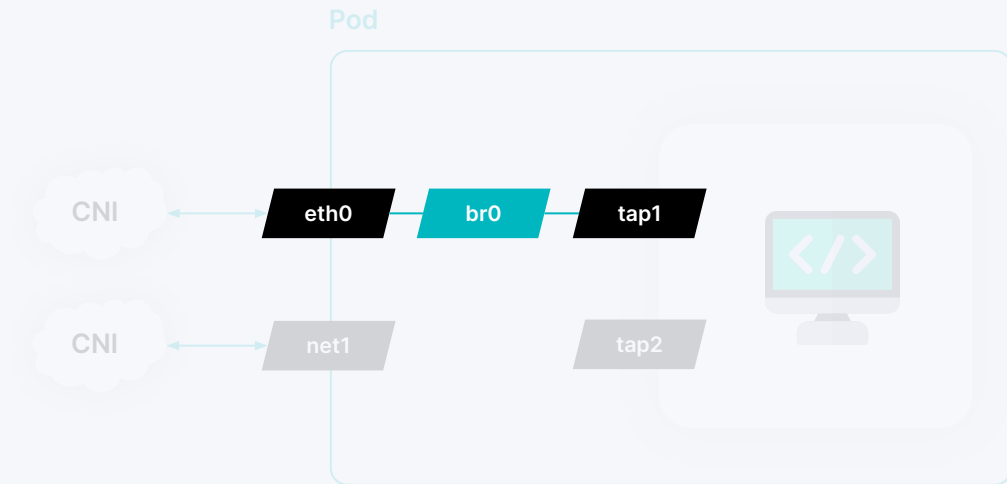 Pod
CNI
eth0
br0
tap1
</>
CNI
net1
tap2